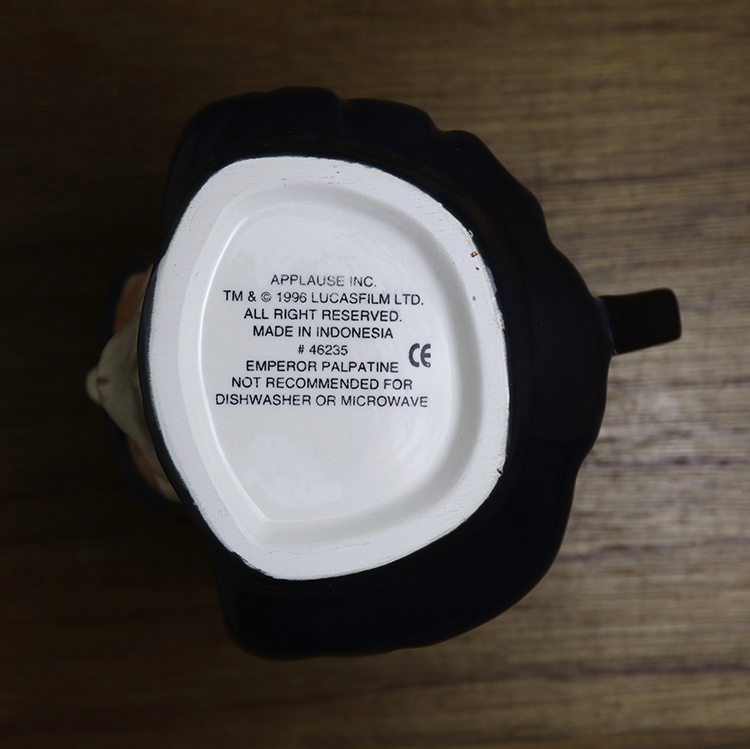 APPLAUSE INC.
TM & © 1996 LUCASFILM LTD.
ALL RIGHT RESERVED.
MADE IN INDONESIA
# 46235
EMPEROR PALPATINE CE
NOT RECOMMENDED FOR
DISHWASHER OR MICROWAVE